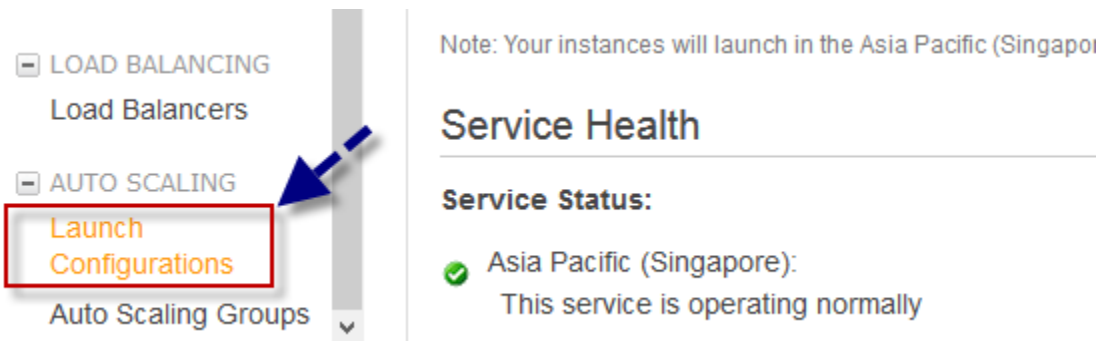 LOAD BALANCING
Load Balancers
AUTO SCALING
Launch
Configurations
Auto Scaling Groups
Note: Your instances will launch in the Asia Pacific
Service Health
Service Status:
Asia Pacific (Singapore):
This service is operating normally